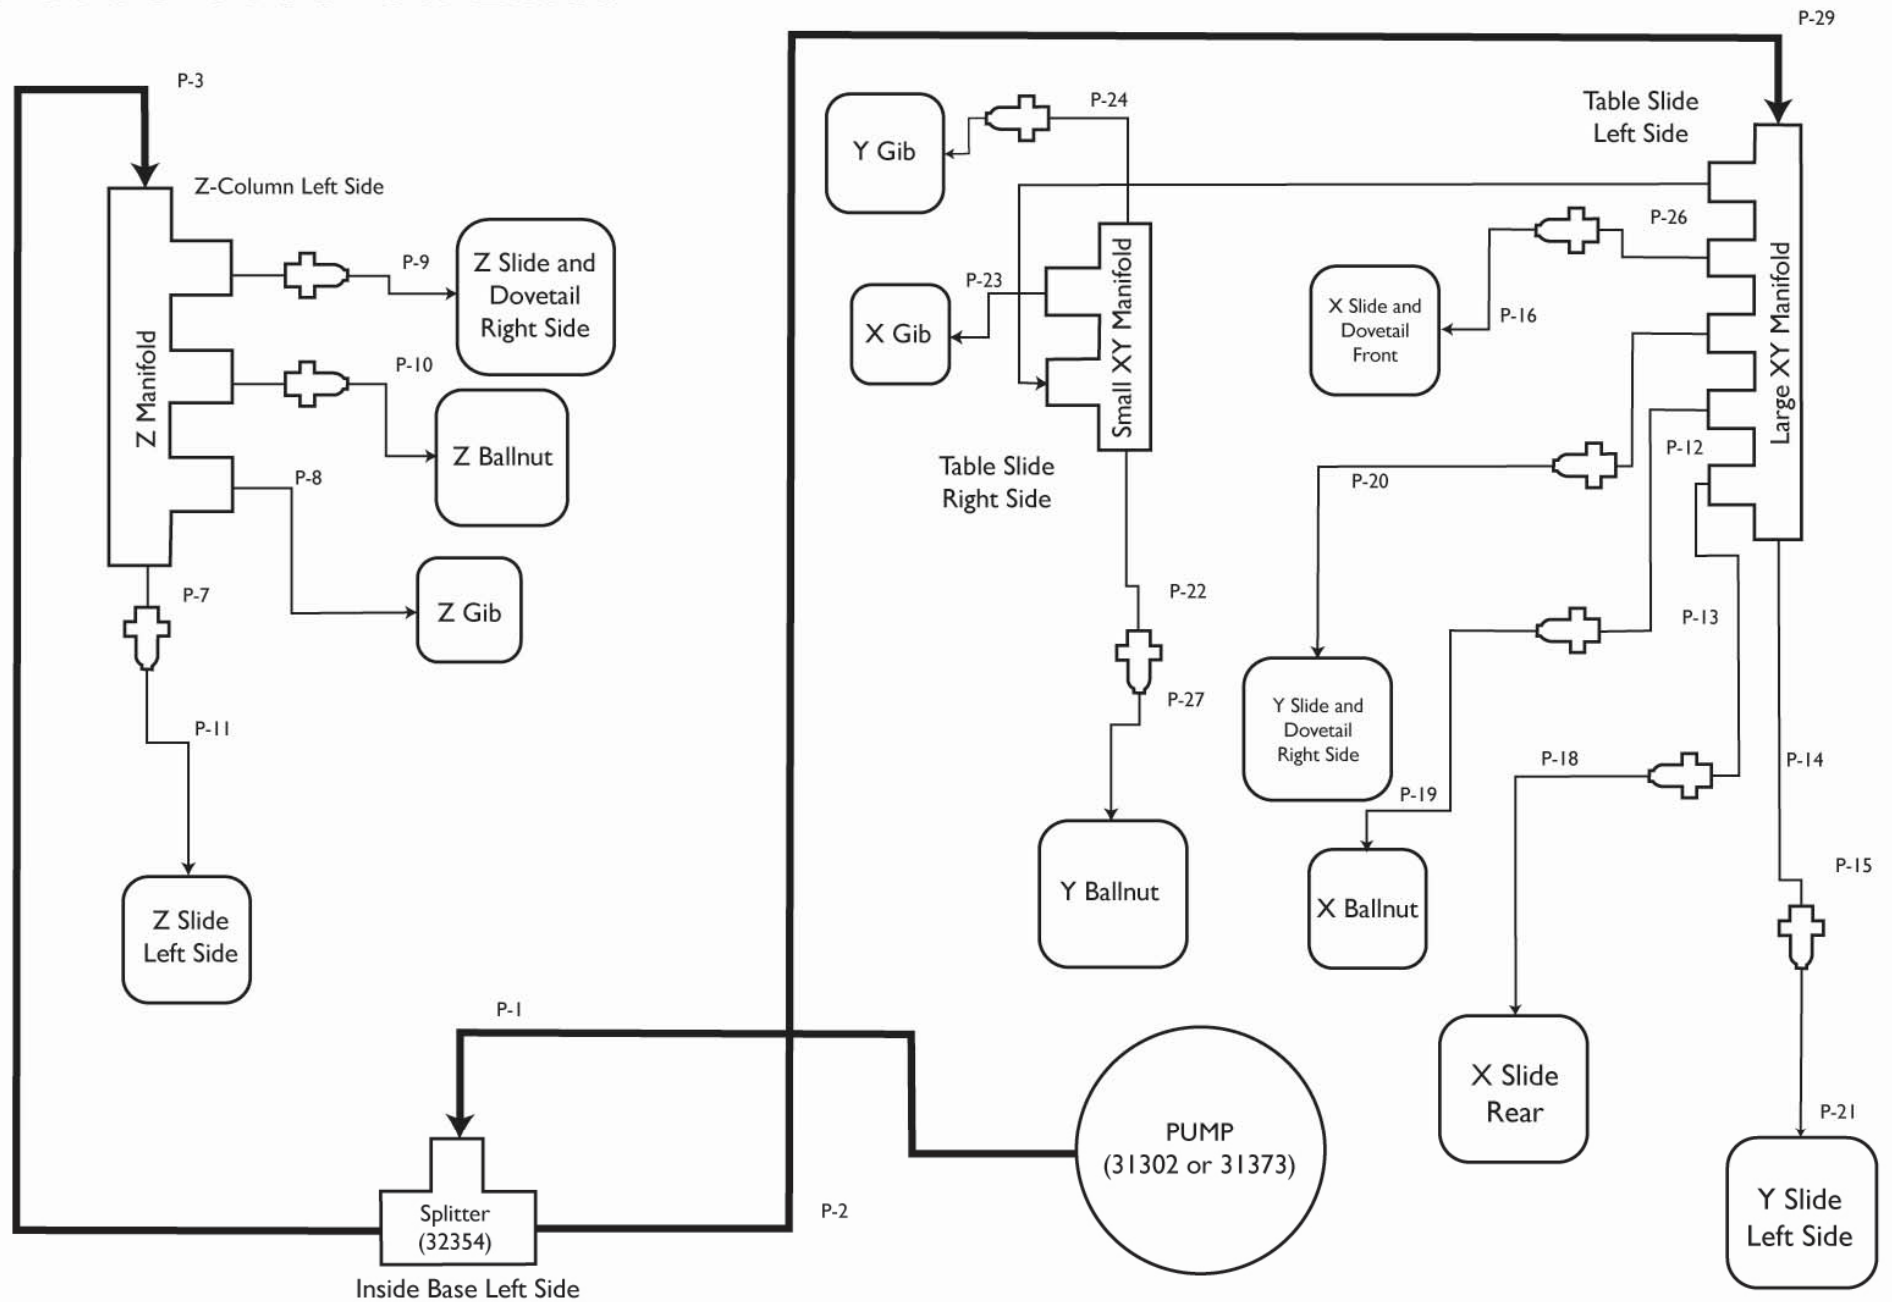 P-29
P-3
Table Slide
Left Side
P-24
Y Gib
Z-Column Left Side
P-26
P-9
Z Slide and
Dovetail
Right Side
Z Manifold
P-10
Z Ballnut
P-8
Z Gib
P-7
P-11
Z Slide
Left Side
P-23
X Gib
Small XY Manifold
Table Slide
Right Side
P-22
P-27
Y Ballnut
X Slide and
Dovetail
Front
P-16
Large XY Manifold
P-12
P-20
P-13
Y Slide and
Dovetail
Right Side
P-18
P-14
P-19
X Ballnut
P-15
X Slide
Rear
P-21
Y Slide
Left Side
P-1
PUMP
(31302 or 31373)
P-2
Splitter
(32354)
Inside Base Left Side